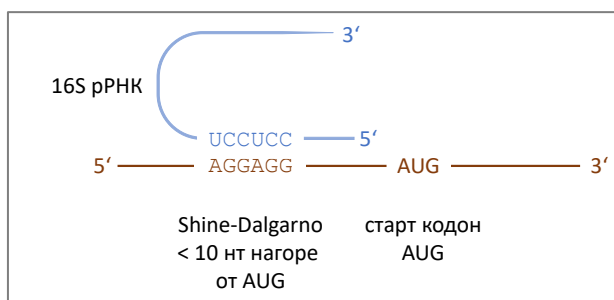 3‘
16S рРНК
UCCUCC 5‘
5‘ AGGAGG AUG 3‘
Shine-Dalgarno
< 10 нт нагоре
от AUG
старт кодон
AUG